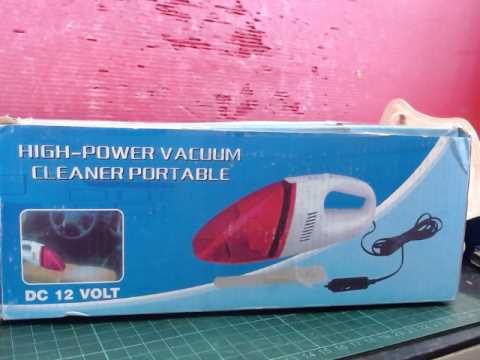 HIGH-POWER VACUUM
CLEANER PORTABLE
DC 12 VOLT